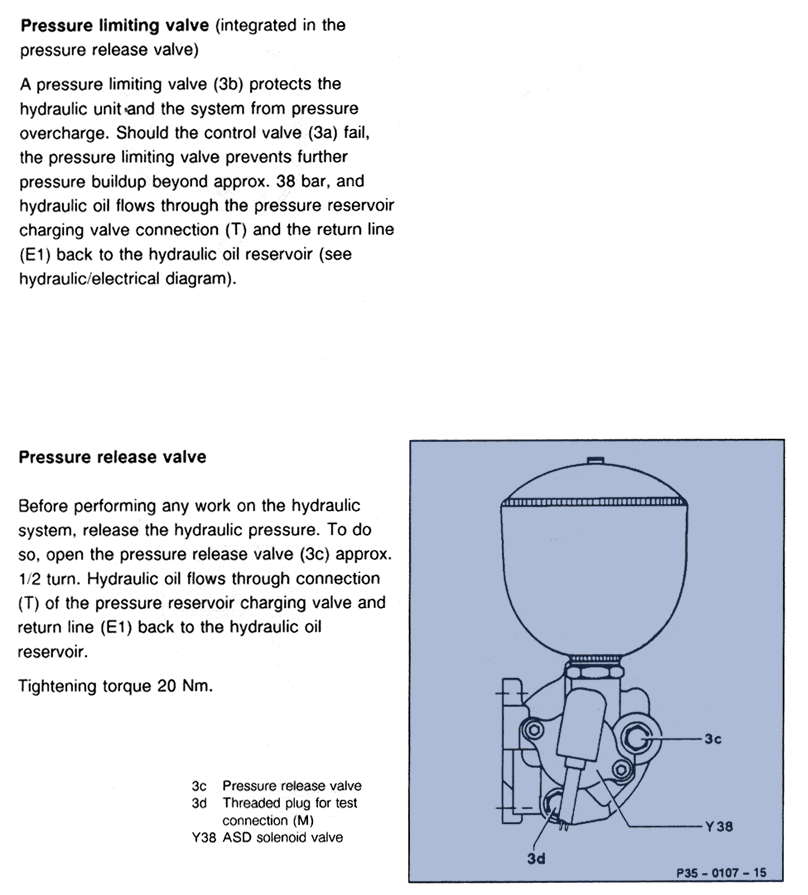 Pressure limiting valve (integrated in the
pressure release valve)
A pressure limiting valve (3b) protects the
hydraulic unit and the system from pressure
overcharge. Should the control valve (3a) fail,
the pressure limiting valve prevents further
pressure buildup beyond approx. 38 bar, and
hydraulic oil flows through the pressure reservoir
charging valve connection (T) and the return line
(E1) back to the hydraulic oil reservoir (see
hydraulic/electrical diagram).
Pressure release valve
Before performing any work on the hydraulic
system, release the hydraulic pressure. To do
so, open the pressure release valve (3c) approx.
1/2 turn. Hydraulic oil flows through connection
(T) of the pressure reservoir charging valve and
return line (E1) back to the hydraulic oil
reservoir.
Tightening torque 20 Nm.
3c Pressure release valve
3d Threaded plug for test
connection (M)
Y38 ASD solenoid valve
3c
Y38
3d
P35 - 0107 - 15